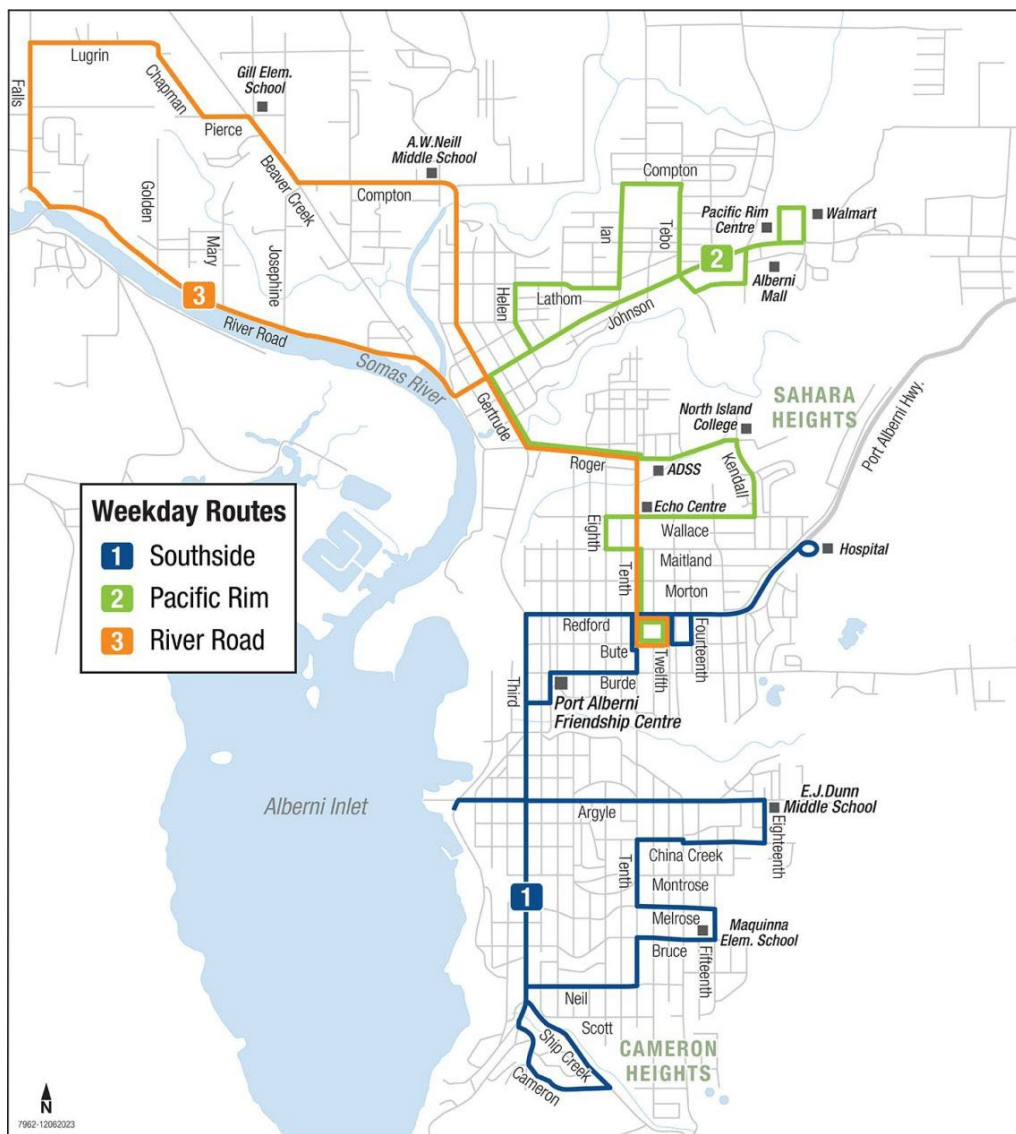 Lugrin
Falls
Chapman
Gill Elem.
School
Pierce
A.W.Neill
Middle School
Beaver Creek
Compton
Compton
Golden
Mary
Josephine
Ian
Tebo
Pacific Rim
Centre
Walmart
2
Alberni
Mall
Helen
Lathom
Johnson
3
River Road
Somas River
Gertrude
North Island
College
SAHARA
HEIGHTS
Port Alberni Hwy.
Roger
ADSS
Kendall
Echo Centre
Eighth
Wallace
Maitland
Hospital
Tenth
Morton
Weekday Routes
1 Southside
2 Pacific Rim
3 River Road
Redford
Bute
Twelfth
Fourteenth
Third
Burde
Port Alberni
Friendship Centre
Alberni Inlet
Argyle
E.J.Dunn
Middle School
Eighteenth
China Creek
Tenth
Montrose
1
Melrose
Maquinna
Elem. School
Bruce
Fifteenth
Neil
Scott
Ship Creek
Cameron
CAMERON
HEIGHTS
N
7962-12062023